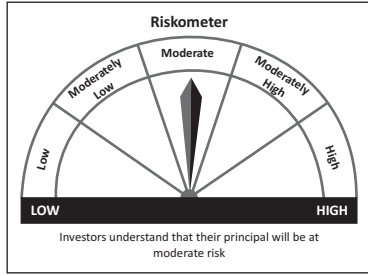 Riskometer
Moderate
Moderately
Low
Moderately
High
Low
High
LOW
HIGH
Investors understand that their principal will be at
moderate risk